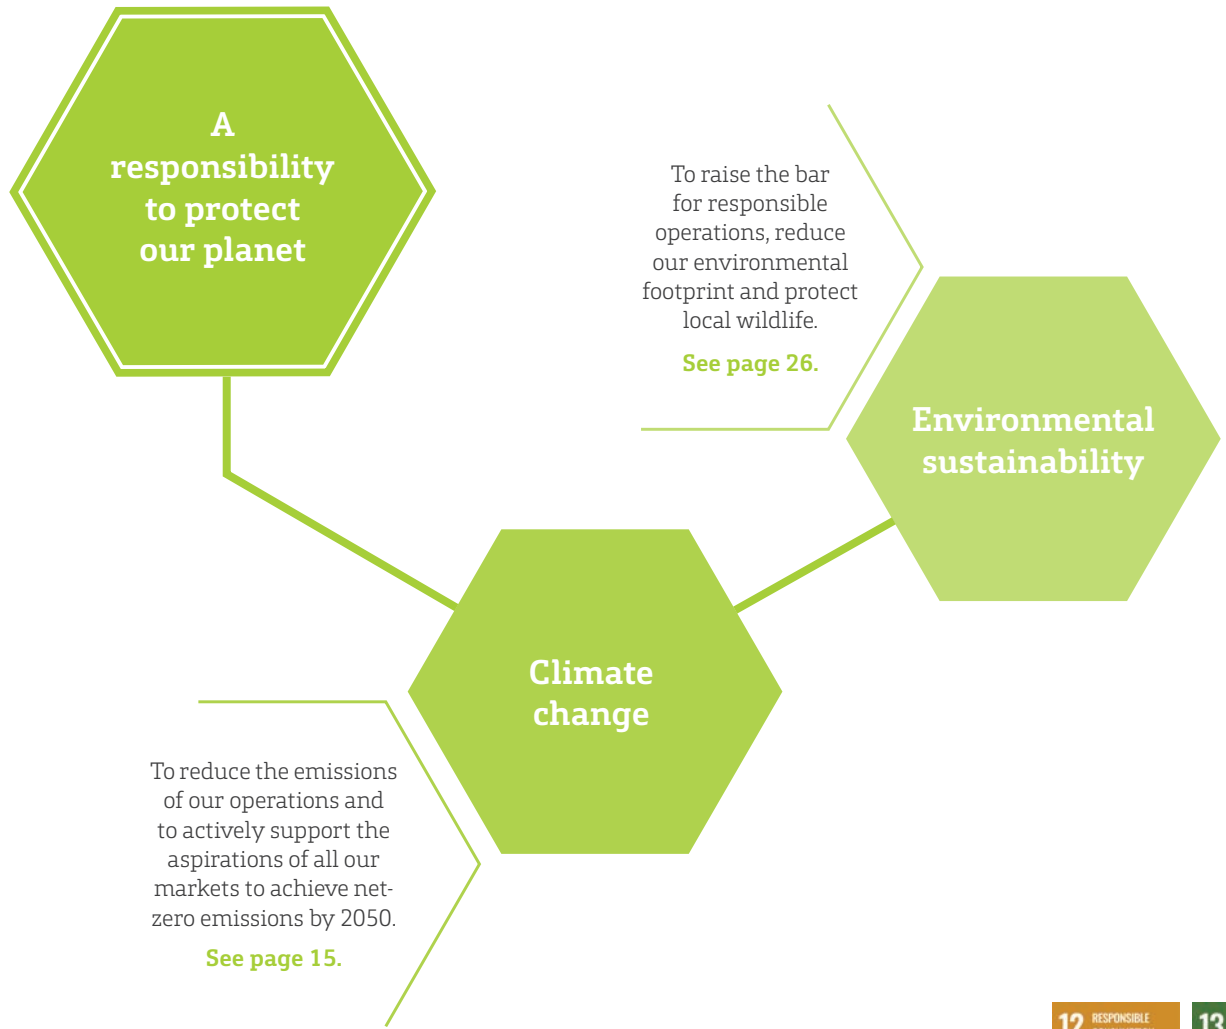 A
responsibility
to protect
our planet
To raise the bar
for responsible
operations, reduce
our environmental
footprint and protect
local wildlife.
See page 26.
Environmental
sustainability
Climate
change
To reduce the emissions
of our operations and
to actively support the
aspirations of all our
markets to achieve net-
zero emissions by 2050.
See page 15.
12 RESPONSIBLE
13